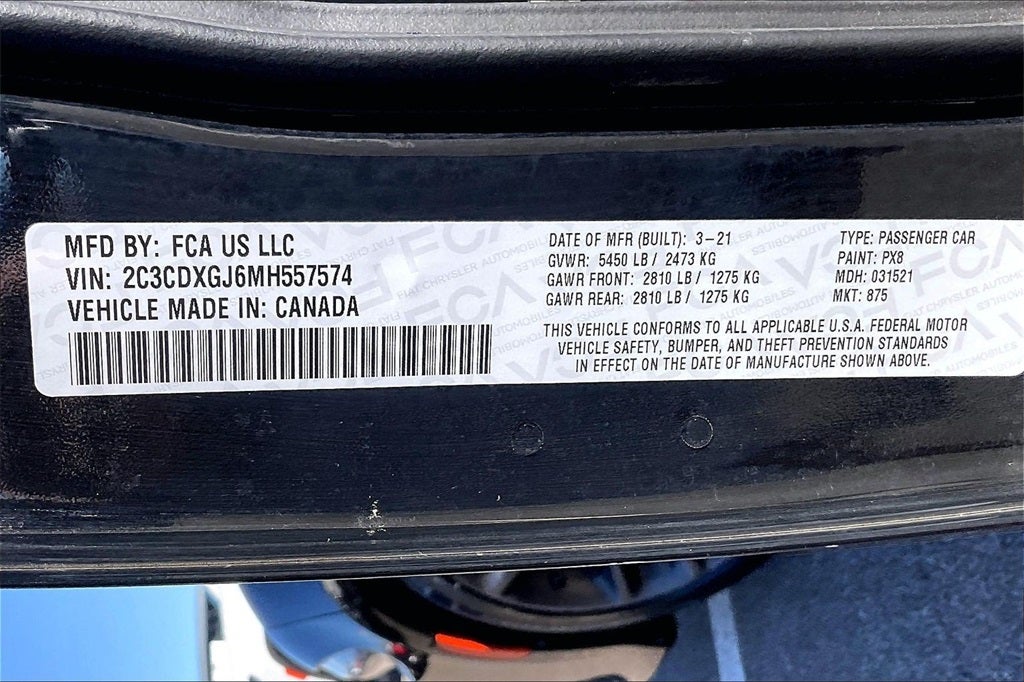 MFD BY: FCA US LLC
VIN: 2C3CDXGJ6MH557574
VEHICLE MADE IN: CANADA
DATE OF MFR (BUILT): 3-21
GVWR: 5450 LB / 2473 KG
GAWR FRONT: 2810 LB / 1275 KG
GAWR REAR: 2810 LB / 1275 KG
TYPE: PASSENGER CAR
PAINT: PX8
MDH: 031521
MKT: 875
THIS VEHICLE CONFORMS TO ALL APPLICABLE U.S.A. FEDERAL MOTOR
VEHICLE SAFETY, BUMPER, AND THEFT PREVENTION STANDARDS
IN EFFECT ON THE DATE OF MANUFACTURE SHOWN ABOVE.